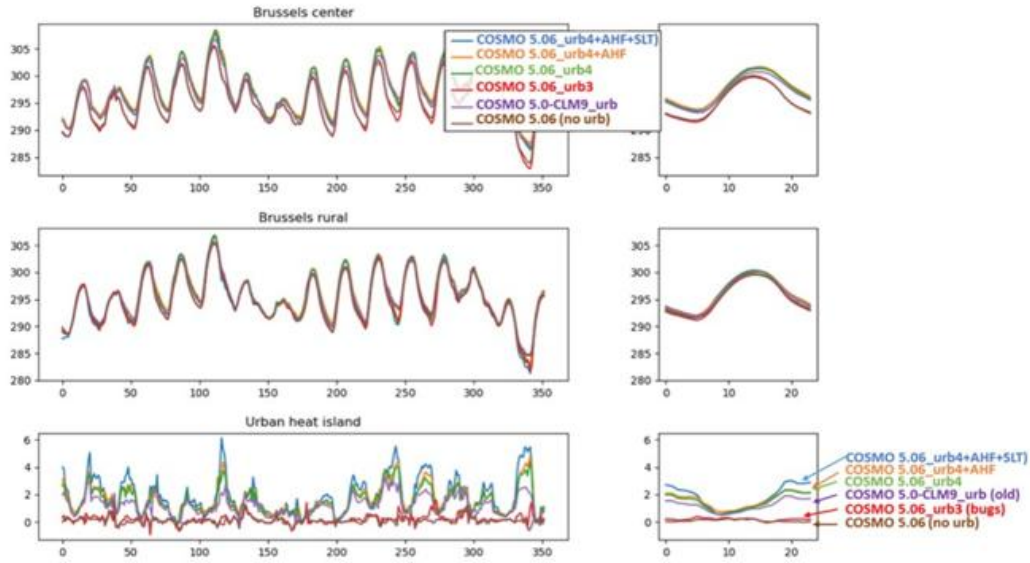 Brussels center
305
300
295
290
285
0 50 100 150 200 250 300 350
COSMO 5.06_urb4+AHF+SLT)
COSMO 5.06_urb4+AHF
COSMO 5.06_urb4
COSMO 5.06_urb3
COSMO 5.0-CLM9_urb
COSMO 5.06 (no urb)
305
300
295
290
285
0 10 20
Brussels rural
305
300
295
290
285
280
0 50 100 150 200 250 300 350
305
300
295
290
285
280
0 10 20
Urban heat island
6
4
2
0
0 50 100 150 200 250 300 350
6
4
2
0
0 10 20
COSMO 5.06_urb4+AHF+SLT)
COSMO 5.06_urb4+AHF
COSMO 5.06_urb4
COSMO 5.0-CLM9_urb (old)
COSMO 5.06_urb3 (bugs)
COSMO 5.06 (no urb)